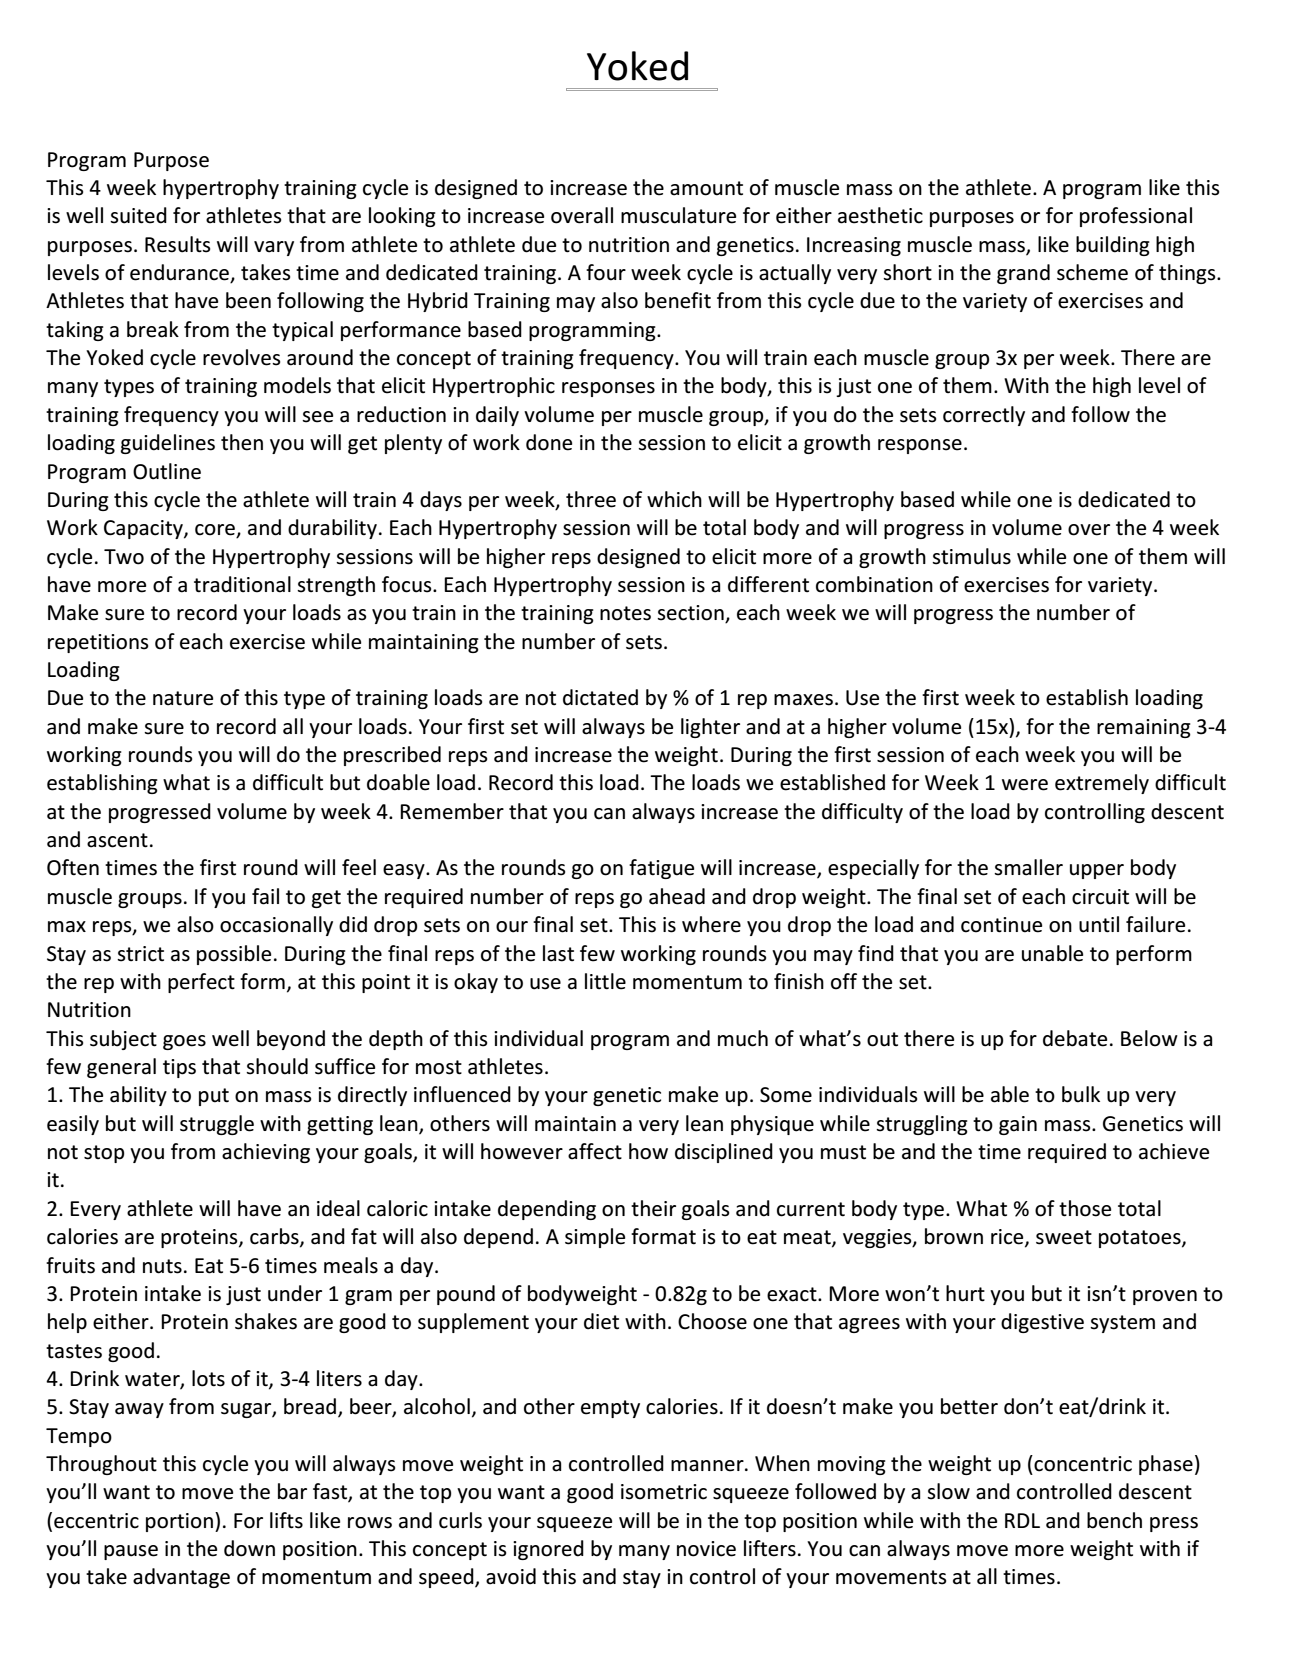 Yoked
Program Purpose
This 4 week hypertrophy training cycle is designed to increase the amount of muscle mass on the athlete. A program like this
is well suited for athletes that are looking to increase overall musculature for either aesthetic purposes or for professional
purposes. Results will vary from athlete to athlete due to nutrition and genetics. Increasing muscle mass, like building high
levels of endurance, takes time and dedicated training. A four week cycle is actually very short in the grand scheme of things.
Athletes that have been following the Hybrid Training may also benefit from this cycle due to the variety of exercises and
taking a break from the typical performance based programming.
The Yoked cycle revolves around the concept of training frequency. You will train each muscle group 3x per week. There are
many types of training models that elicit Hypertrophic responses in the body, this is just one of them. With the high level of
training frequency you will see a reduction in daily volume per muscle group, if you do the sets correctly and follow the
loading guidelines then you will get plenty of work done in the session to elicit a growth response.
Program Outline
During this cycle the athlete will train 4 days per week, three of which will be Hypertrophy based while one is dedicated to
Work Capacity, core, and durability. Each Hypertrophy session will be total body and will progress in volume over the 4 week
cycle. Two of the Hypertrophy sessions will be higher reps designed to elicit more of a growth stimulus while one of them will
have more of a traditional strength focus. Each Hypertrophy session is a different combination of exercises for variety.
Make sure to record your loads as you train in the training notes section, each week we will progress the number of
repetitions of each exercise while maintaining the number of sets.
Loading
Due to the nature of this type of training loads are not dictated by % of 1 rep maxes. Use the first week to establish loading
and make sure to record all your loads. Your first set will always be lighter and at a higher volume (15x), for the remaining 3-4
working rounds you will do the prescribed reps and increase the weight. During the first session of each week you will be
establishing what is a difficult but doable load. Record this load. The loads we established for Week 1 were extremely difficult
at the progressed volume by week 4. Remember that you can always increase the difficulty of the load by controlling descent
and ascent.
Often times the first round will feel easy. As the rounds go on fatigue will increase, especially for the smaller upper body
muscle groups. If you fail to get the required number of reps go ahead and drop weight. The final set of each circuit will be
max reps, we also occasionally did drop sets on our final set. This is where you drop the load and continue on until failure.
Stay as strict as possible. During the final reps of the last few working rounds you may find that you are unable to perform
the rep with perfect form, at this point it is okay to use a little momentum to finish off the set.
Nutrition
This subject goes well beyond the depth of this individual program and much of what’s out there is up for debate. Below is a
few general tips that should suffice for most athletes.
1. The ability to put on mass is directly influenced by your genetic make up. Some individuals will be able to bulk up very
easily but will struggle with getting lean, others will maintain a very lean physique while struggling to gain mass. Genetics will
not stop you from achieving your goals, it will however affect how disciplined you must be and the time required to achieve
it.
2. Every athlete will have an ideal caloric intake depending on their goals and current body type. What % of those total
calories are proteins, carbs, and fat will also depend. A simple format is to eat meat, veggies, brown rice, sweet potatoes,
fruits and nuts. Eat 5-6 times meals a day.
3. Protein intake is just under 1 gram per pound of bodyweight - 0.82g to be exact. More won’t hurt you but it isn’t proven to
help either. Protein shakes are good to supplement your diet with. Choose one that agrees with your digestive system and
tastes good.
4. Drink water, lots of it, 3-4 liters a day.
5. Stay away from sugar, bread, beer, alcohol, and other empty calories. If it doesn’t make you better don’t eat/drink it.
Tempo
Throughout this cycle you will always move weight in a controlled manner. When moving the weight up (concentric phase)
you’ll want to move the bar fast, at the top you want a good isometric squeeze followed by a slow and controlled descent
(eccentric portion). For lifts like rows and curls your squeeze will be in the top position while with the RDL and bench press
you’ll pause in the down position. This concept is ignored by many novice lifters. You can always move more weight with if
you take advantage of momentum and speed, avoid this and stay in control of your movements at all times.